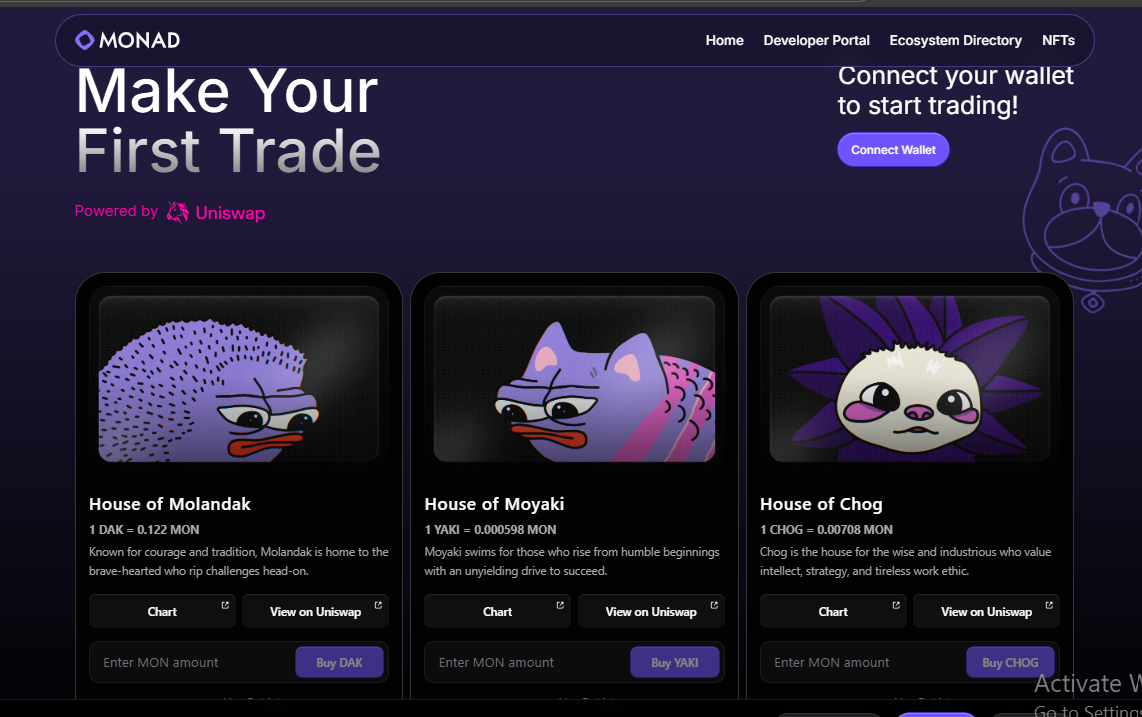 MONAD
Home
Developer Portal
Ecosystem Directory
NFTs
Make Your
First Trade
Powered by Uniswap
Connect your wallet
to start trading!
Connect Wallet
House of Molandak
1 DAK = 0.122 MON
Known for courage and tradition, Molandak is home to the
brave-hearted who rip challenges head-on.
Chart
View on Uniswap
Enter MON amount
Buy DAK
House of Moyaki
1 YAKI = 0.000598 MON
Moyaki swims for those who rise from humble beginnings
with an unyielding drive to succeed.
Chart
View on Uniswap
Enter MON amount
Buy YAKI
House of Chog
1 CHOG = 0.00708 MON
Chog is the house for the wise and industrious who value
intellect, strategy, and tireless work ethic.
Chart
View on Uniswap
Enter MON amount
Buy CHOG
Activate W
Go to Setting